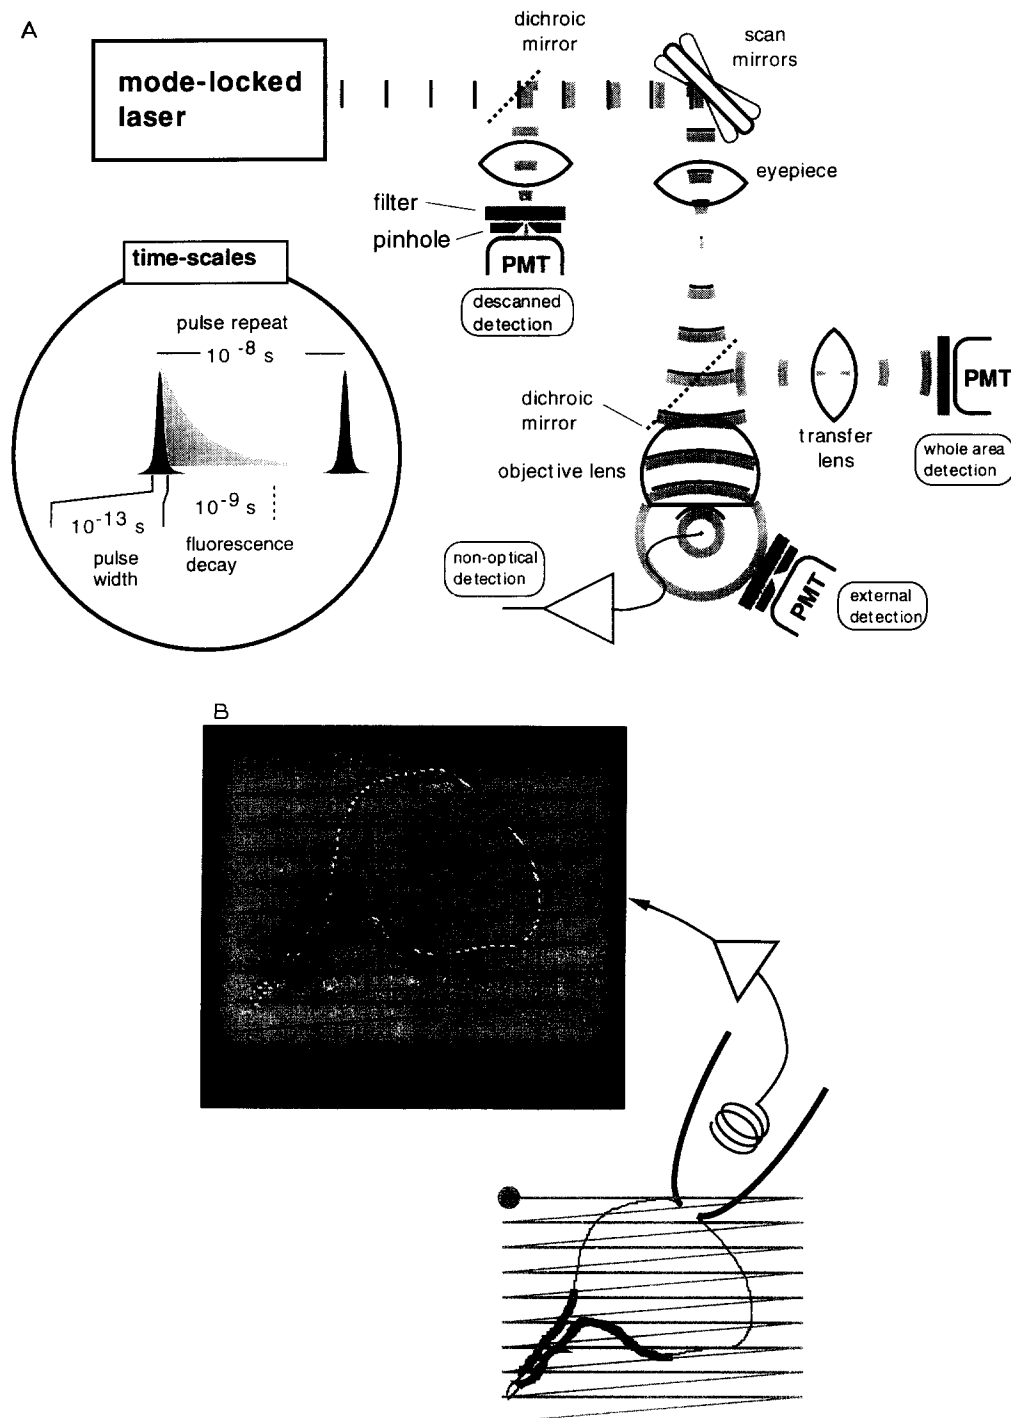 A
mode-locked
laser
dichroic
mirror
scan
mirrors
eyepiece
filter
pinhole
PMT
descanned
detection
time-scales
pulse repeat
10 -8 s
10 -13 s
pulse
width
10 -9 s
fluorescence
decay
dichroic
mirror
objective lens
transfer
lens
PMT
whole area
detection
non-optical
detection
PMT
external
detection
B